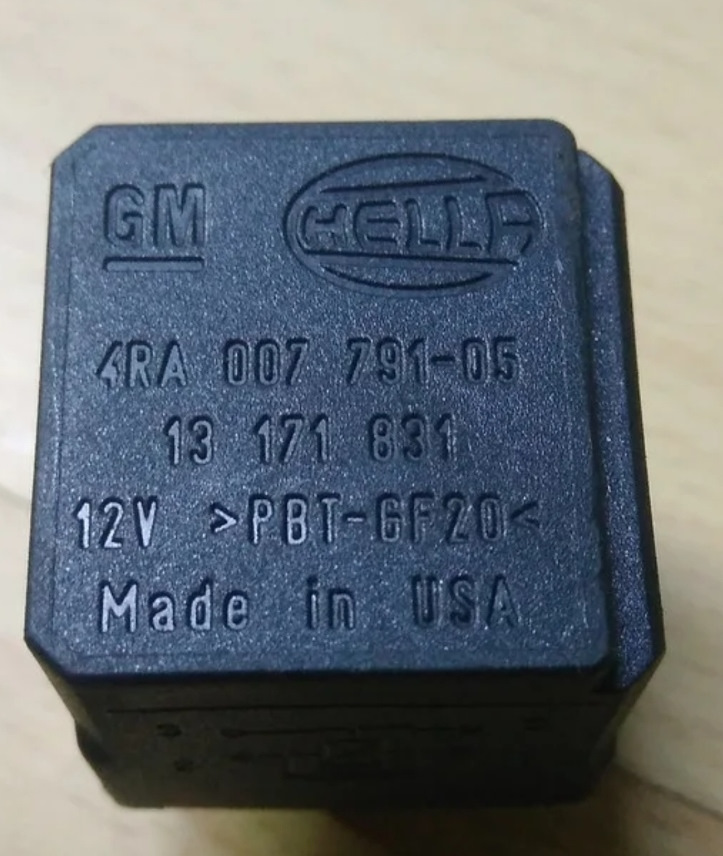 GM HELLA
4RA 007 791-05
13 171 831
12V >PBT-GF20<
Made in USA